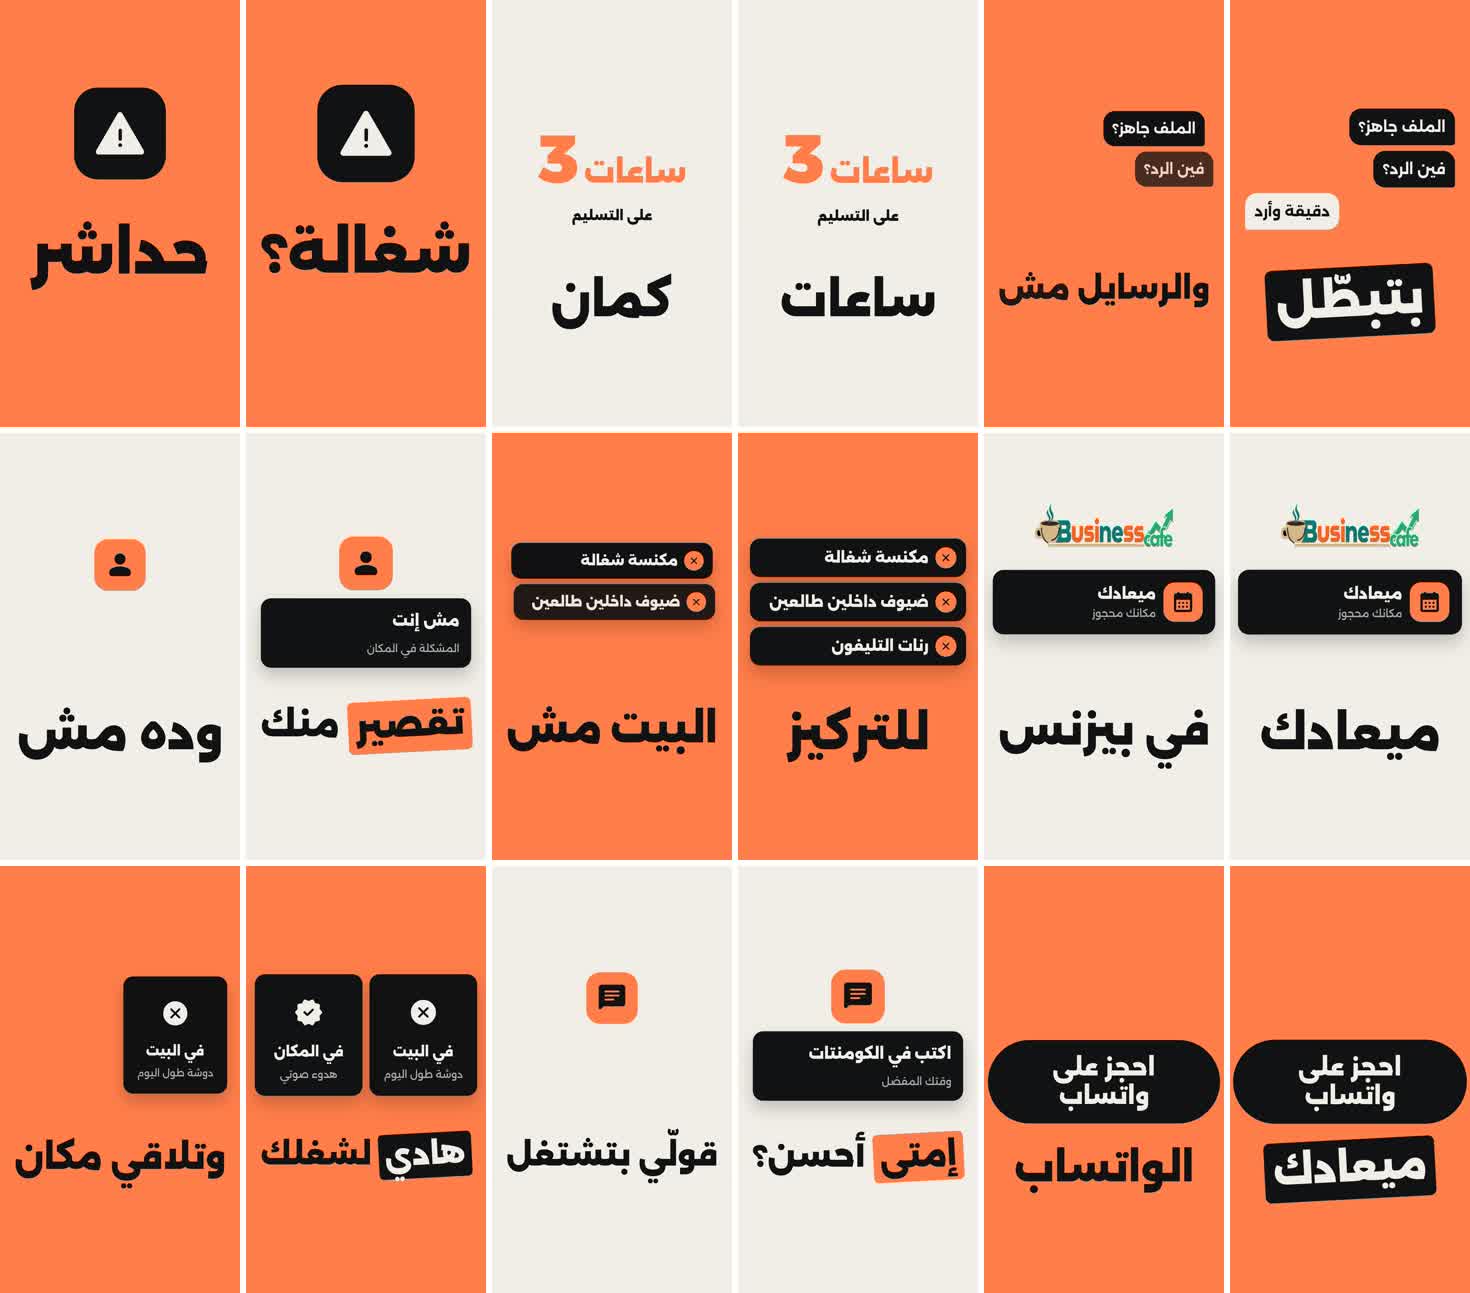 !
حداشر
!
شغالة؟
3 ساعات
على التسليم
كمان
3 ساعات
على التسليم
ساعات
الملف جاهز؟
فين الرد؟
والرسايل مش
الملف جاهز؟
فين الرد؟
دقيقة وأرد
بتبطّل
وده مش
مش إنت
المشكلة في المكان
تقصير منك
مكنسة شغالة
ضيوف داخلين طالعين
البيت مش
مكنسة شغالة
ضيوف داخلين طالعين
رنات التليفون
للتركيز
Business cafe
ميعادك
مكانك محجوز
في بيزنس
Business cafe
ميعادك
مكانك محجوز
ميعادك
في البيت
دوشة طول اليوم
وتلاقي مكان
في البيت
دوشة طول اليوم
في المكان
هدوء صوتي
هادي لشغلك
قولّي بتشتغل
اكتب في الكومنتات
وقتك المفضل
إمتى أحسن؟
احجز على
واتساب
الواتساب
احجز على
واتساب
ميعادك